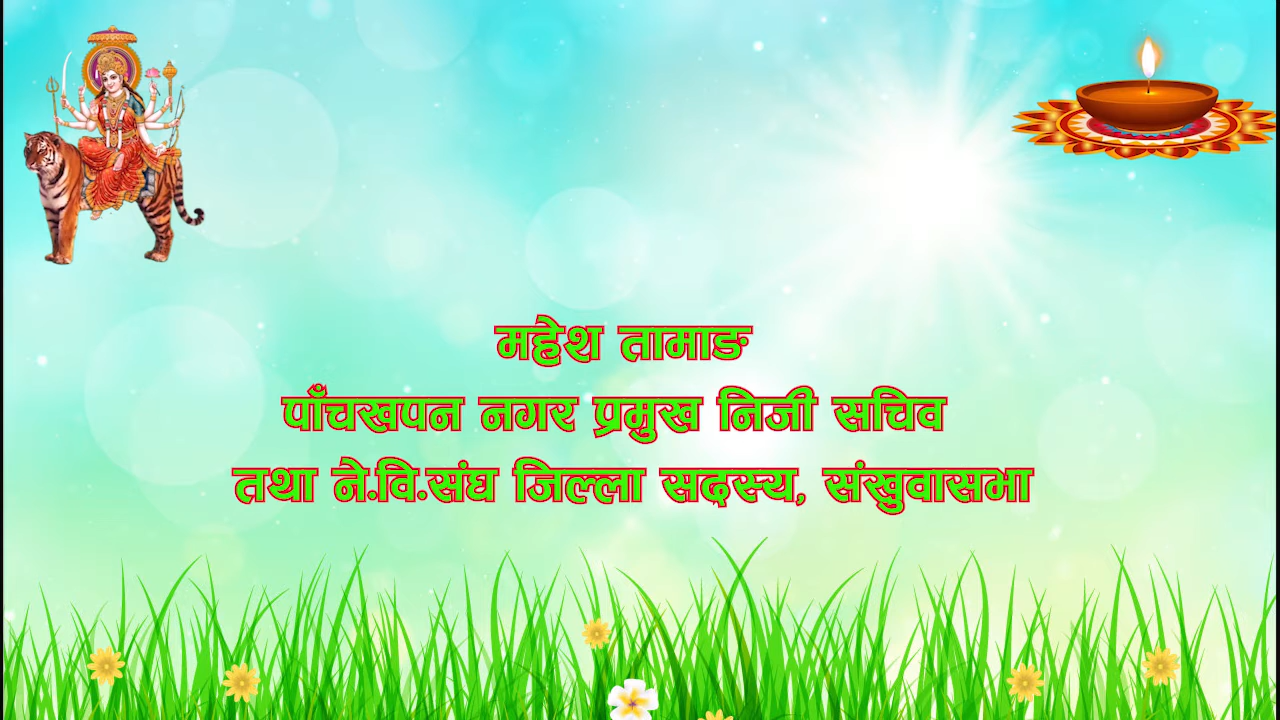 महेश तामाङ
पाँचखपन नगर प्रमुख निजी सचिव
तथा ने.वि.संघ जिल्ला सदस्य, संखुवासभा